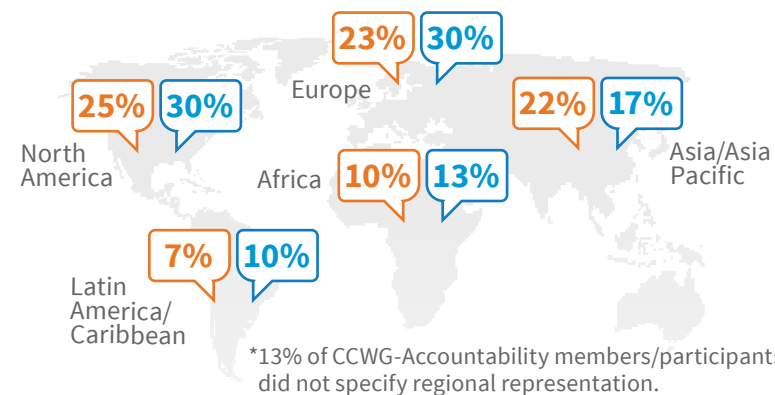 23% 30%
Europe
25% 30%
North
America
22% 17%
Asia/Asia
Pacific
Africa
10% 13%
7% 10%
Latin
America/
Caribbean
*13% of CCWG-Accountability members/participants
did not specify regional representation.